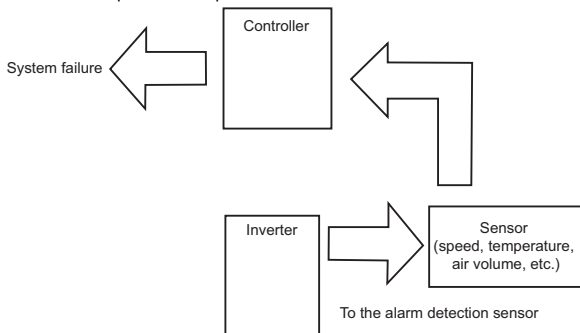 Controller
System failure
Inverter
Sensor
(speed, temperature,
air volume, etc.)
To the alarm detection sensor